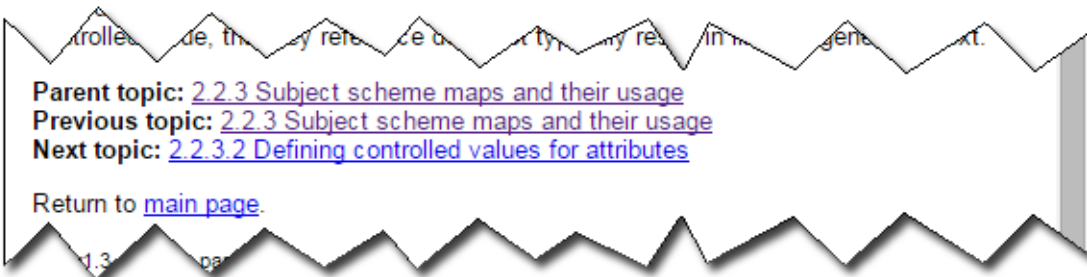 Parent topic: 2.2.3 Subject scheme maps and their usage
Previous topic: 2.2.3 Subject scheme maps and their usage
Next topic: 2.2.3.2 Defining controlled values for attributes
Return to main page.